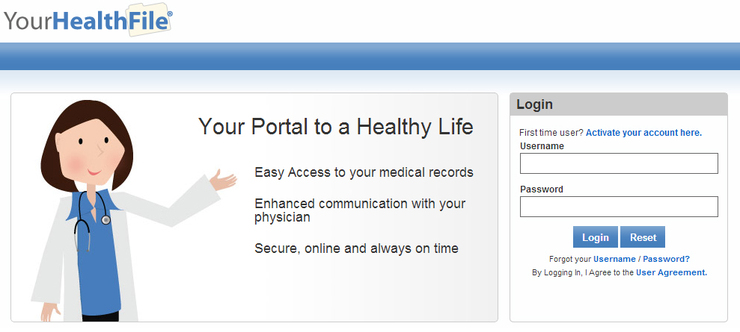 YourHealthFile®
Your Portal to a Healthy Life
Easy Access to your medical records
Enhanced communication with your
physician
Secure, online and always on time
Login
First time user? Activate your account here.
Username
Password
Login Reset
Forgot your Username / Password?
By Logging In, I Agree to the User Agreement.